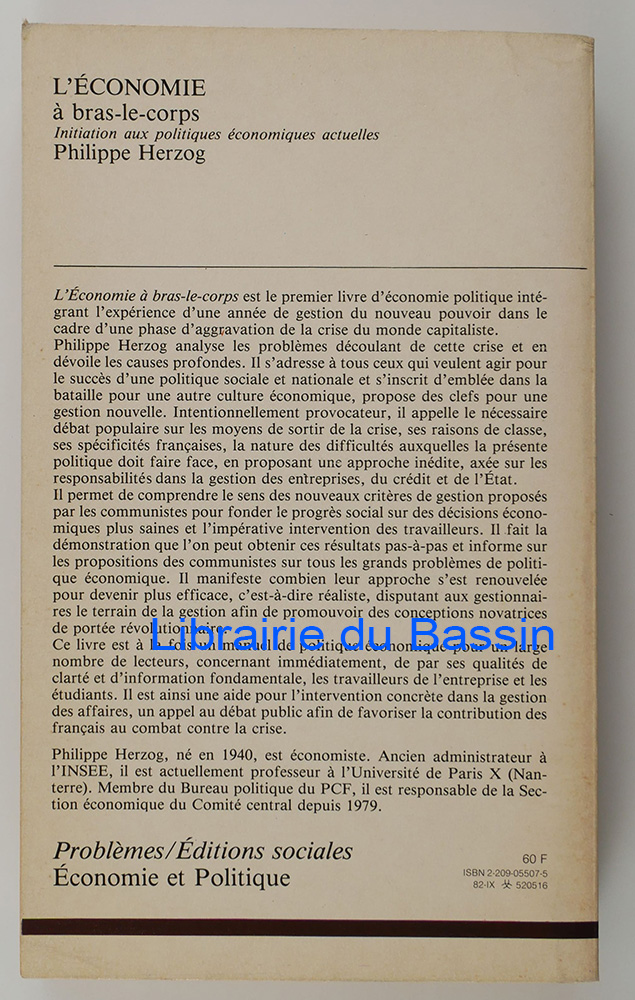 L'ÉCONOMIE
à bras-le-corps
Initiation aux politiques économiques actuelles
Philippe Herzog
L'Économie à bras-le-corps est le premier livre d'économie politique inté-
grant l'expérience d'une année de gestion du nouveau pouvoir dans le
cadre d'une phase d'aggravation de la crise du monde capitaliste.
Philippe Herzog analyse les problèmes découlant de cette crise et en
dévoile les causes profondes. Il s'adresse à tous ceux qui veulent agir pour
le succès d'une politique sociale et nationale et s'inscrit d'emblée dans la
bataille pour une autre culture économique, propose des clefs pour une
gestion nouvelle. Intentionnellement provocateur, il appelle le nécessaire
débat populaire sur les moyens de sortir de la crise, ses raisons de classe,
ses spécificités françaises, la nature des difficultés auxquelles la présente
politique doit faire face, en proposant une approche inédite, axée sur les
responsabilités dans la gestion des entreprises, du crédit et de l'État.
Il permet de comprendre le sens des nouveaux critères de gestion proposés
par les communistes pour fonder le progrès social sur des décisions écono-
miques plus saines et l'impérative intervention des travailleurs. Il fait la
démonstration que l'on peut obtenir ces résultats pas-à-pas et informe sur
les propositions des communistes sur tous les grands problèmes de politi-
que économique. Il manifeste combien leur approche s'est renouvelée
pour devenir plus efficace, c'est-à-dire réaliste, disputant aux gestionnai-
res le terrain de la gestion afin de promouvoir des conceptions novatrices
de portée révolutionnaire.
Librairie du Bassin
Ce livre est à la fois un manuel de politique économique pour un large
nombre de lecteurs, concernant immédiatement, de par ses qualités de
clarté et d'information fondamentale, les travailleurs de l'entreprise et les
étudiants. Il est ainsi une aide pour l'intervention concrète dans la gestion
des affaires, un appel au débat public afin de favoriser la contribution des
français au combat contre la crise.
Philippe Herzog, né en 1940, est économiste. Ancien administrateur à
l'INSEE, il est actuellement professeur à l'Université de Paris X (Nan-
terre). Membre du Bureau politique du PCF, il est responsable de la Sec-
tion économique du Comité central depuis 1979.
Problèmes/Éditions sociales
Économie et Politique
60 F
ISBN 2-209-05507-5
82-IX 520516